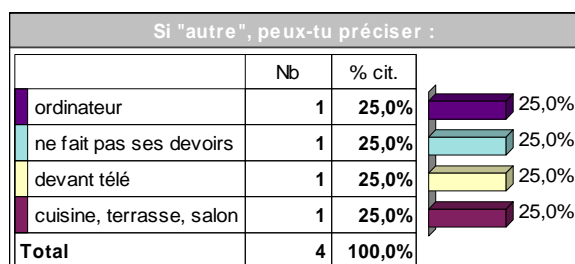 Si "autre", peux-tu préciser :
Nb % cit.
ordinateur 1 25,0% 25,0%
ne fait pas ses devoirs 1 25,0% 25,0%
devant télé 1 25,0% 25,0%
cuisine, terrasse, salon 1 25,0% 25,0%
Total 4 100,0%